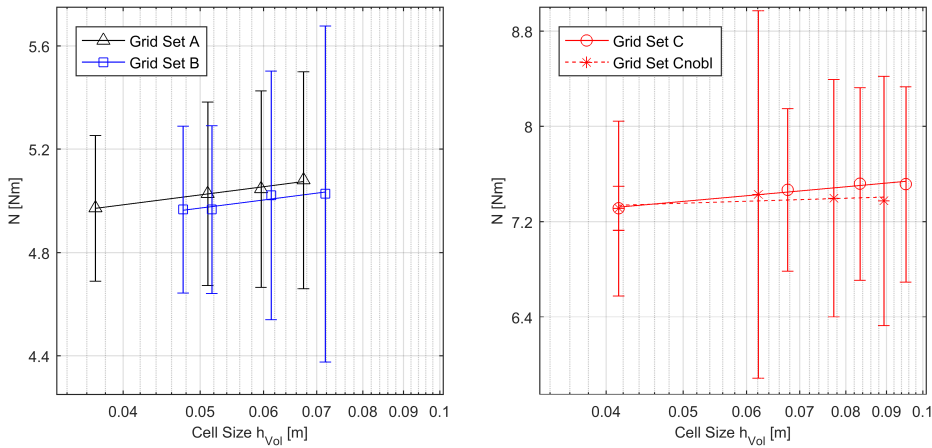 Grid Set A
Grid Set B
5.6
5.2
4.8
4.4
N [Nm]
0.04
0.05
0.06
0.07
0.08
0.09
0.1
Cell Size hVol [m]
Grid Set C
Grid Set Cnobl
8.8
8
7.2
6.4
N [Nm]
0.04
0.05
0.06
0.07
0.08
0.09
0.1
Cell Size hVol [m]